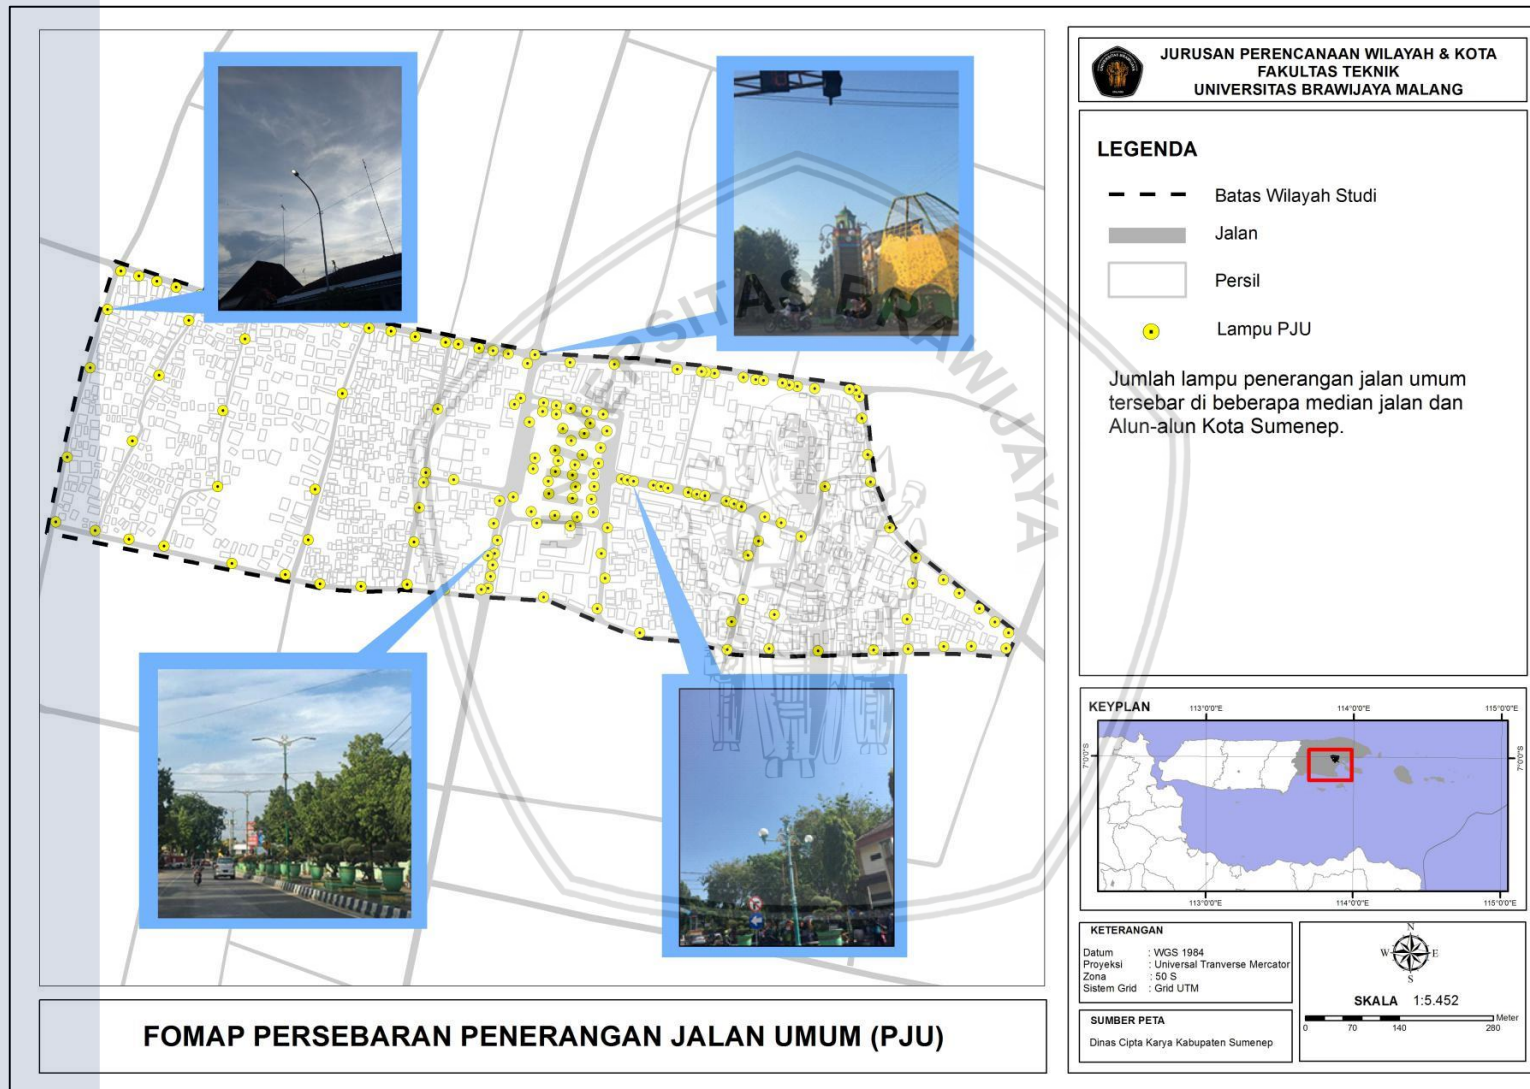 JURUSAN PERENCANAAN WILAYAH & KOTA
FAKULTAS TEKNIK
UNIVERSITAS BRAWIJAYA MALANG
LEGENDA
Batas Wilayah Studi
Jalan
Persil
Lampu PJU
Jumlah lampu penerangan jalan umum
tersebar di beberapa median jalan dan
Alun-alun Kota Sumenep.
KEYPLAN
113°0'0"E 114°0'0"E 115°0'0"E
7°0'0"S 7°0'0"S
113°0'0"E 114°0'0"E 115°0'0"E
KETERANGAN
Datum : WGS 1984
Proyeksi : Universal Tranverse Mercator
Zona : 50 S
Sistem Grid : Grid UTM
N
W E
S
SKALA 1:5.452
Meter
0 70 140 280
SUMBER PETA
Dinas Cipta Karya Kabupaten Sumenep
UNIVERSITAS BRAWIJAYA
FOMAP PERSEBARAN PENERANGAN JALAN UMUM (PJU)